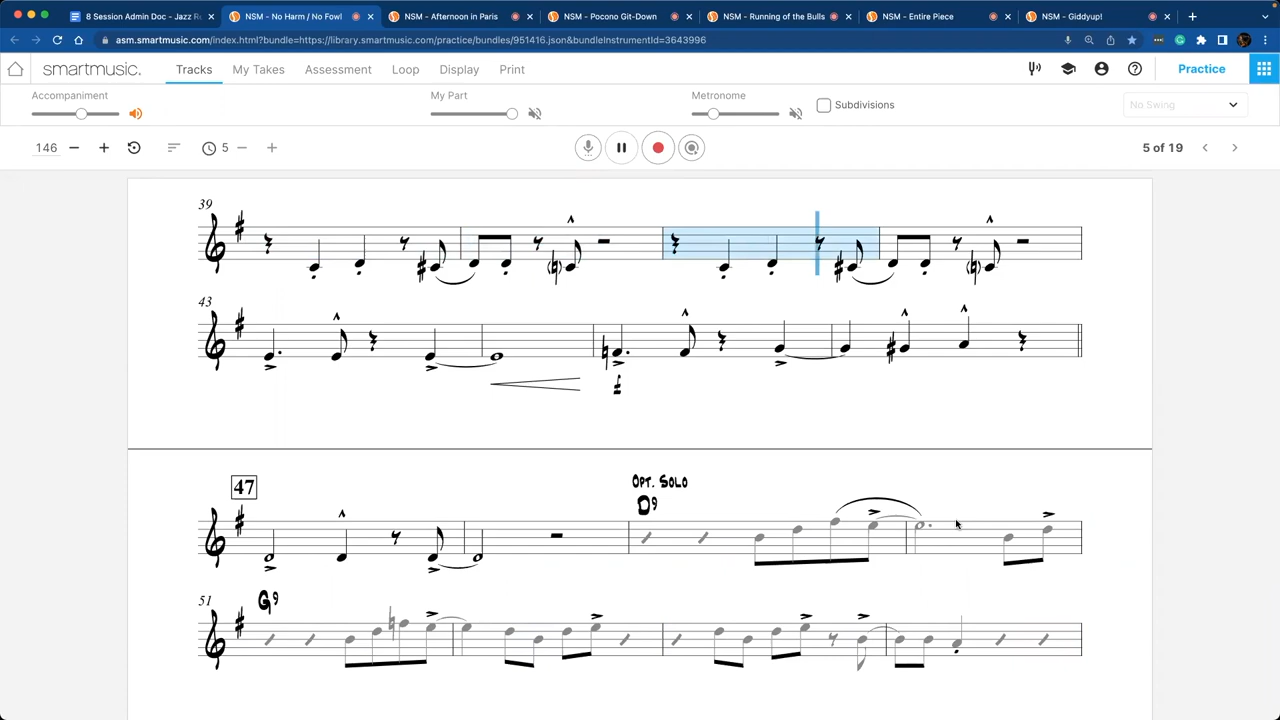 8 Session Admin Doc - Jazz R
NSM - No Harm / No Fowl
NSM - Afternoon in Paris
NSM - Pocono Git-Down
NSM - Running of the Bulls
NSM - Entire Piece
NSM - Giddyup!
asm.smartmusic.com/index.html?bundle=https://library.smartmusic.com/practice/bundles/951416.json&bundleInstrumentId=3643996
smartmusic.
Tracks
My Takes
Assessment
Loop
Display
Print
Practice
Accompaniment
My Part
Metronome
Subdivisions
No Swing
146
5
5 of 19
39
43
f
47
Opt. Solo
D9
51
G9